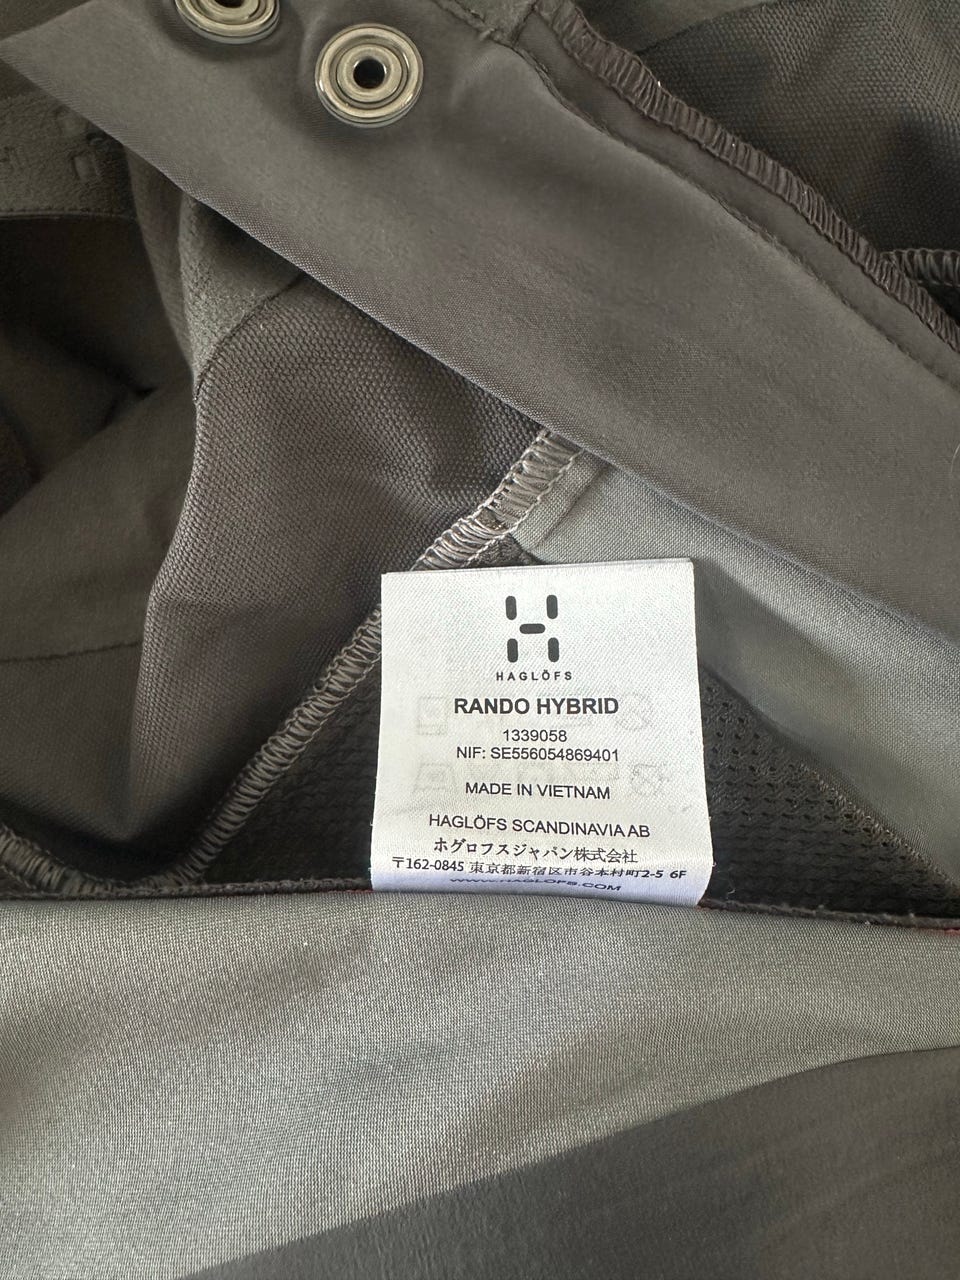 HAGLÖFS
RANDO HYBRID
1339058
NIF: SE556054869401
MADE IN VIETNAM
HAGLÖFS SCANDINAVIA AB
ホグロフスジャパン株式会社
〒162-0845 東京都新宿区市谷本村町2-5 6F
WWW.HAGLOFS.COM